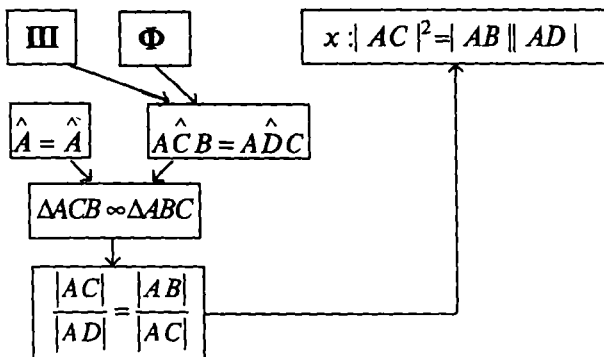 Ш Ф x :| AC |²=| AB || AD |
Â = Â AĈB = AD̂C
ΔACB ∞ ΔABC
|AC| / |AD| = |AB| / |AC|